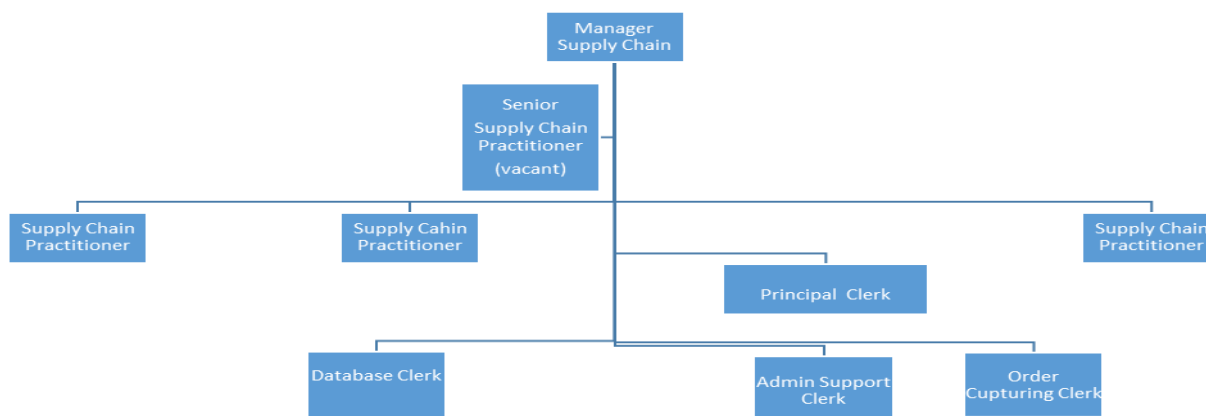 Manager
Supply Chain
Senior
Supply Chain
Practitioner
(vacant)
Supply Chain
Practitioner
Supply Cahin
Practitioner
Supply Chain
Practitioner
Principal Clerk
Database Clerk
Admin Support
Clerk
Order
Cupturing Clerk